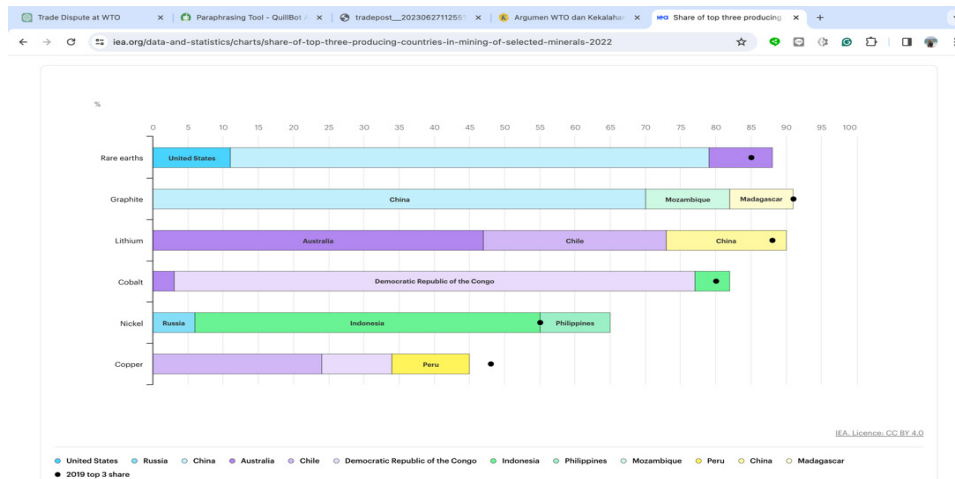 Trade Dispute at WTO
Paraphrasing Tool - QuillBot A
tradepost__20230627112551
Argumen WTO dan Kekalahan
Share of top three producing
iea.org/data-and-statistics/charts/share-of-top-three-producing-countries-in-mining-of-selected-minerals-2022
%
0 5 10 15 20 25 30 35 40 45 50 55 60 65 70 75 80 85 90 95 100
Rare earths United States
Graphite China Mozambique Madagascar
Lithium Australia Chile China
Cobalt Democratic Republic of the Congo
Nickel Russia Indonesia Philippines
Copper Peru
IEA. Licence: CC BY 4.0
United States Russia China Australia Chile Democratic Republic of the Congo Indonesia Philippines Mozambique Peru China Madagascar
2019 top 3 share